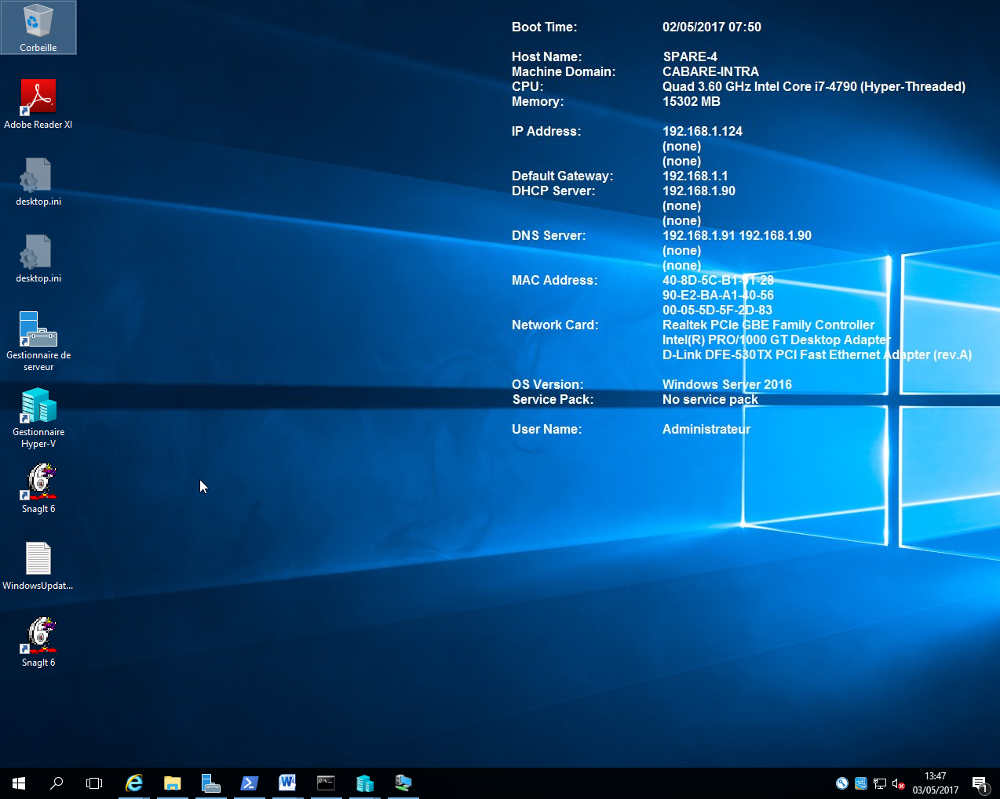 Corbeille
Adobe Reader XI
desktop.ini
desktop.ini
Gestionnaire de
serveur
Gestionnaire
Hyper-V
SnagIt 6
WindowsUpdat...
SnagIt 6
Boot Time: 02/05/2017 07:50
Host Name: SPARE-4
Machine Domain: CABARE-INTRA
CPU: Quad 3.60 GHz Intel Core i7-4790 (Hyper-Threaded)
Memory: 15302 MB
IP Address: 192.168.1.124
(none)
(none)
Default Gateway: 192.168.1.1
DHCP Server: 192.168.1.90
(none)
(none)
DNS Server: 192.168.1.91 192.168.1.90
(none)
(none)
MAC Address: 40-8D-5C-B1-91-28
90-E2-BA-A1-40-56
00-05-5D-5F-2D-83
Network Card: Realtek PCIe GBE Family Controller
Intel(R) PRO/1000 GT Desktop Adapter
D-Link DFE-530TX PCI Fast Ethernet Adapter (rev.A)
OS Version: Windows Server 2016
Service Pack: No service pack
User Name: Administrateur
13:47
03/05/2017
1